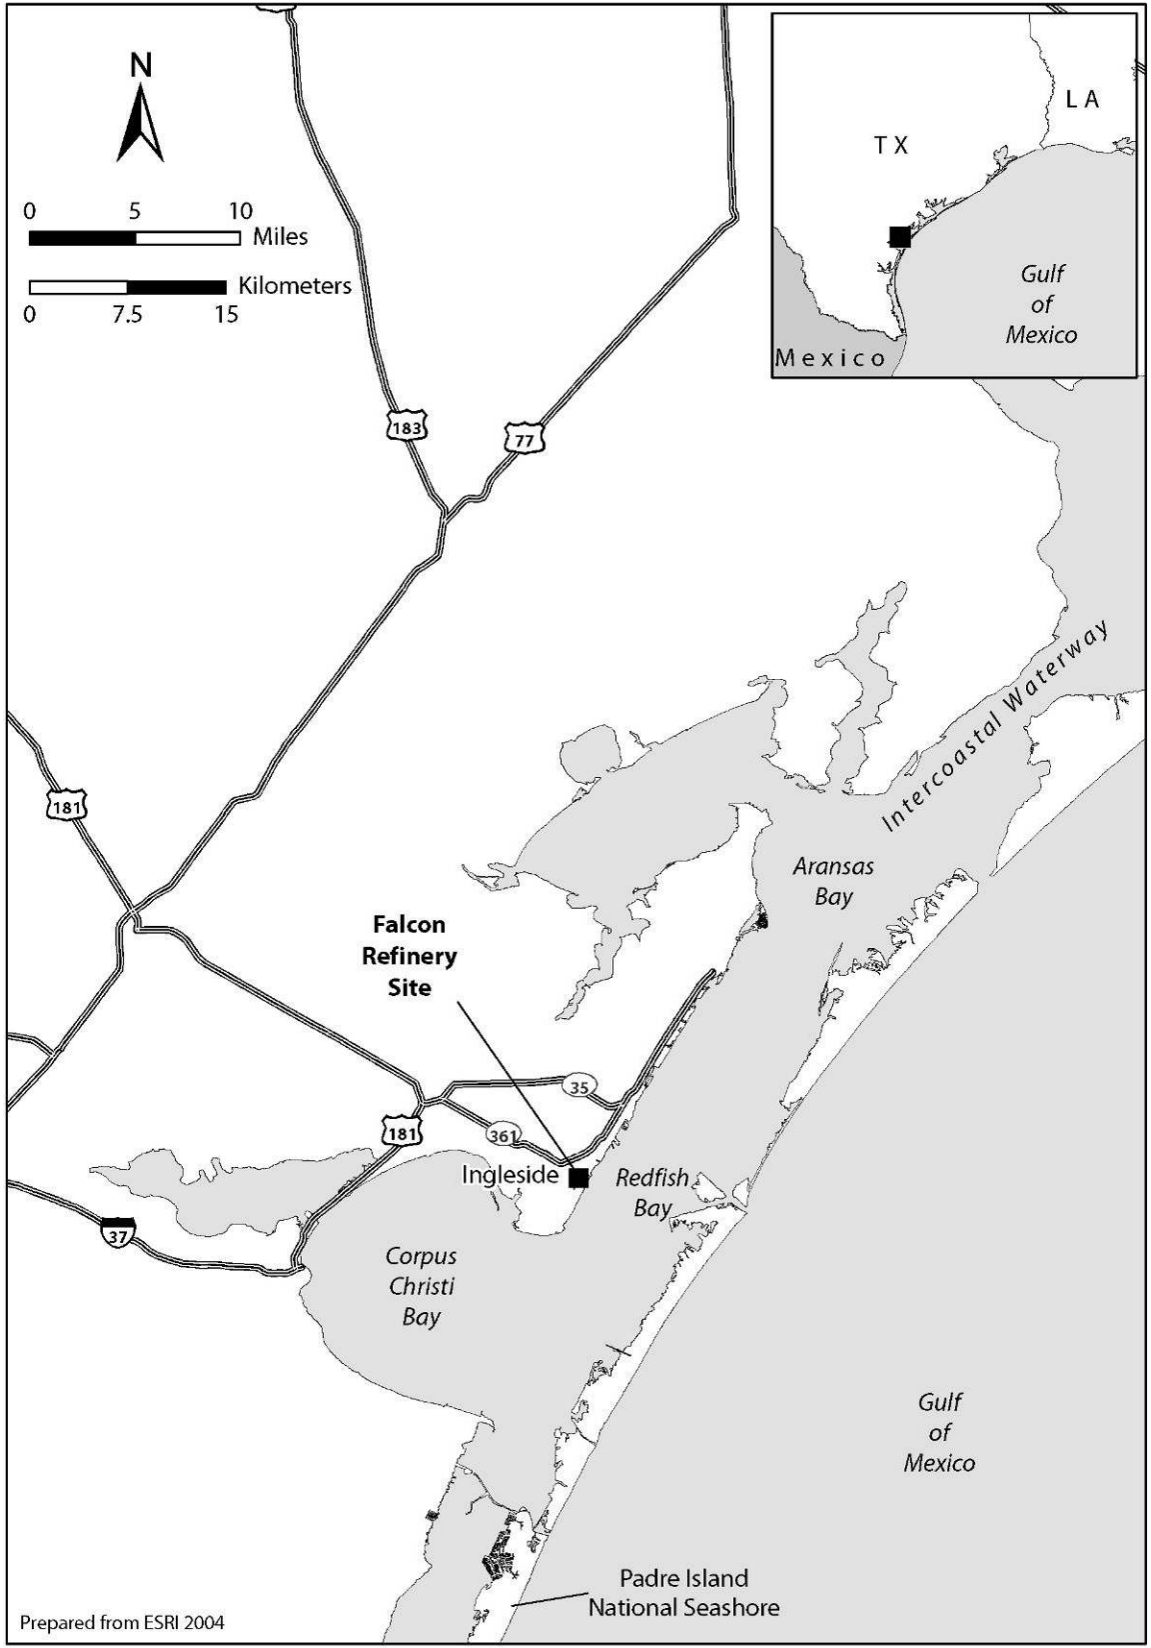 N
0 5 10
Miles
Kilometers
0 7.5 15
TX
LA
Gulf
of
Mexico
Mexico
183
77
Intercoastal Waterway
181
Aransas
Bay
Falcon
Refinery
Site
35
361
181
Ingleside
Redfish
Bay
37
Corpus
Christi
Bay
Gulf
of
Mexico
Padre Island
National Seashore
Prepared from ESRI 2004